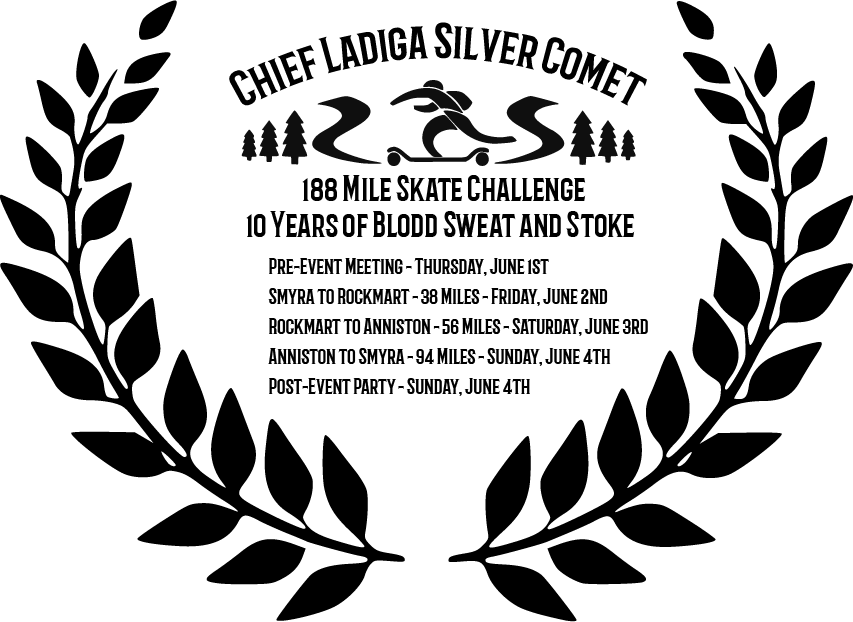 Chief Ladiga Silver Comet
188 Mile Skate Challenge
10 Years of Blodd Sweat and Stoke
Pre-Event Meeting - Thursday, June 1st
Smyra to Rockmart - 38 Miles - Friday, June 2nd
Rockmart to Anniston - 56 Miles - Saturday, June 3rd
Anniston to Smyra - 94 Miles - Sunday, June 4th
Post-Event Party - Sunday, June 4th